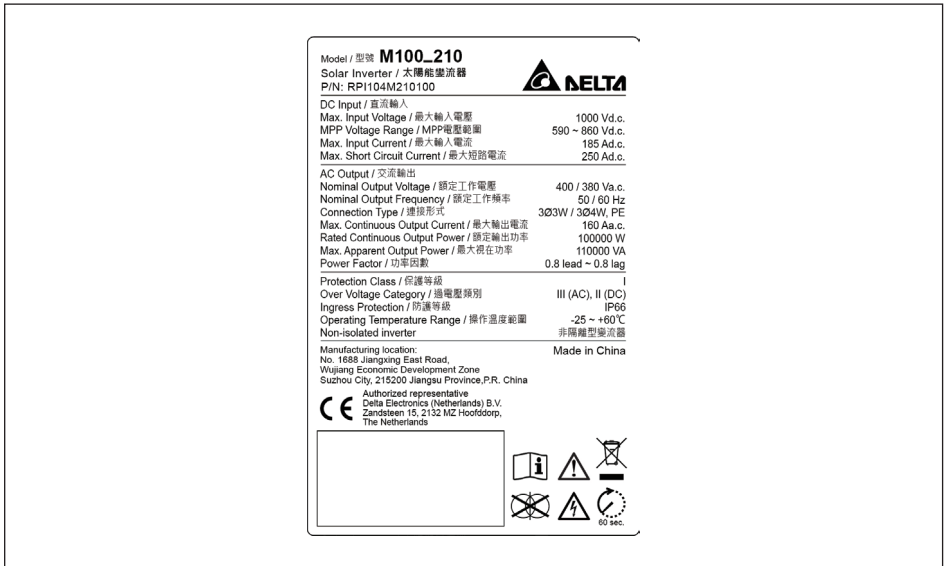 Model / 型號 M100_210
Solar Inverter / 太陽能變流器
P/N: RPI104M210100
DELTA
DC Input / 直流輸入
Max. Input Voltage / 最大輸入電壓 1000 Vd.c.
MPP Voltage Range / MPP電壓範圍 590 ~ 860 Vd.c.
Max. Input Current / 最大輸入電流 185 Ad.c.
Max. Short Circuit Current / 最大短路電流 250 Ad.c.
AC Output / 交流輸出
Nominal Output Voltage / 額定工作電壓 400 / 380 Va.c.
Nominal Output Frequency / 額定工作頻率 50 / 60 Hz
Connection Type / 連接形式 3Ø3W / 3Ø4W, PE
Max. Continuous Output Current / 最大輸出電流 160 Aa.c.
Rated Continuous Output Power / 額定輸出功率 100000 W
Max. Apparent Output Power / 最大視在功率 110000 VA
Power Factor / 功率因數 0.8 lead ~ 0.8 lag
Protection Class / 保護等級 I
Over Voltage Category / 過電壓類別 III (AC), II (DC)
Ingress Protection / 防護等級 IP66
Operating Temperature Range / 操作溫度範圍 -25 ~ +60℃
Non-isolated inverter 非隔離型變流器
Manufacturing location: Made in China
No. 1688 Jiangxing East Road,
Wujiang Economic Development Zone
Suzhou City, 215200 Jiangsu Province,P.R. China
CE
Authorized representative
Delta Electronics (Netherlands) B.V.
Zandsteen 15, 2132 MZ Hoofddorp,
The Netherlands
60 sec.